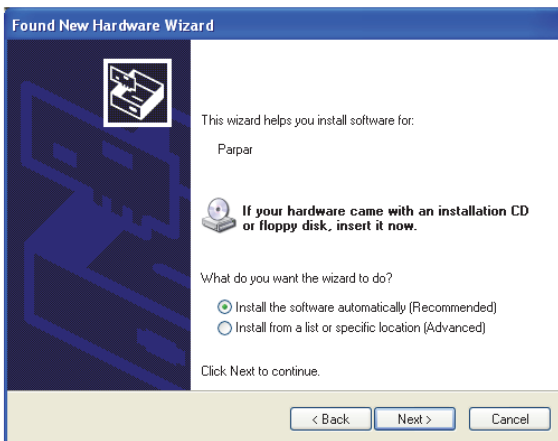 Found New Hardware Wizard
This wizard helps you install software for:
Parpar
If your hardware came with an installation CD
or floppy disk, insert it now.
What do you want the wizard to do?
Install the software automatically (Recommended)
Install from a list or specific location (Advanced)
Click Next to continue.
< Back
Next >
Cancel